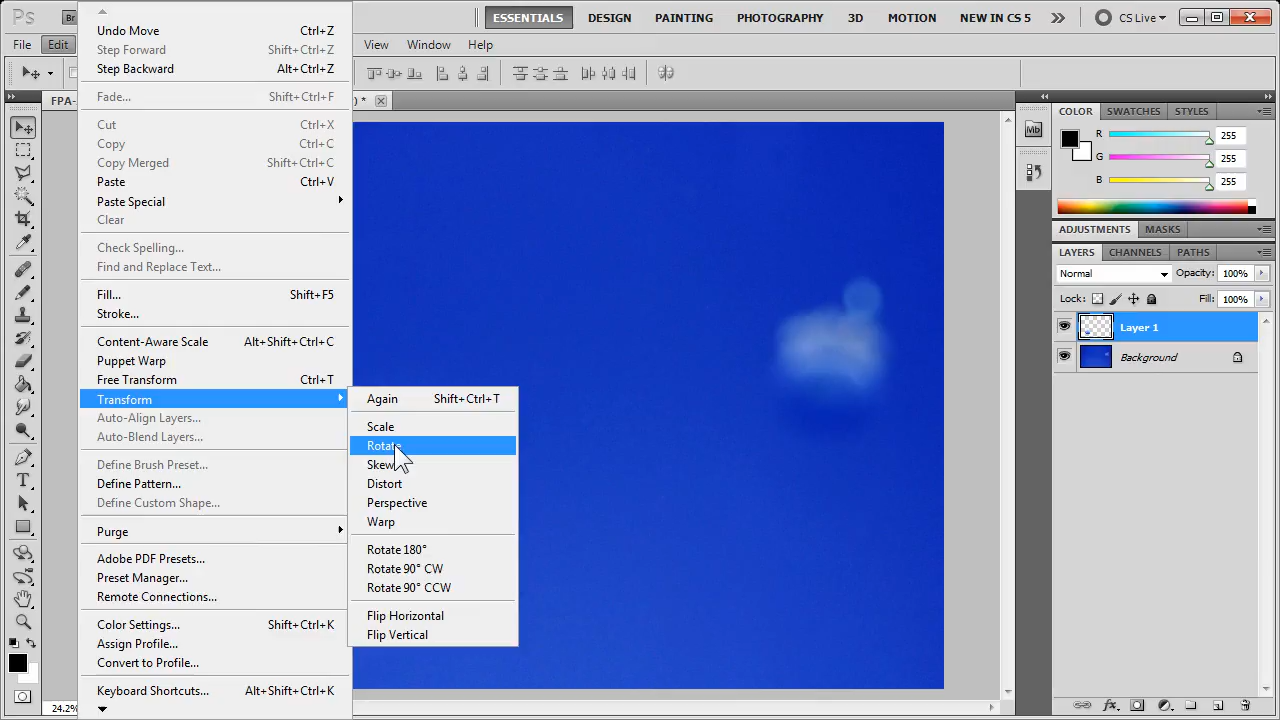 Ps
Br
ESSENTIALS
DESIGN
PAINTING
PHOTOGRAPHY
3D
MOTION
NEW IN CS 5
CS Live
File
Edit
View
Window
Help
FPA-
) *
Undo Move Ctrl+Z
Step Forward Shift+Ctrl+Z
Step Backward Alt+Ctrl+Z
Fade... Shift+Ctrl+F
Cut Ctrl+X
Copy Ctrl+C
Copy Merged Shift+Ctrl+C
Paste Ctrl+V
Paste Special
Clear
Check Spelling...
Find and Replace Text...
Fill... Shift+F5
Stroke...
Content-Aware Scale Alt+Shift+Ctrl+C
Puppet Warp
Free Transform Ctrl+T
Transform
Auto-Align Layers...
Auto-Blend Layers...
Define Brush Preset...
Define Pattern...
Define Custom Shape...
Purge
Adobe PDF Presets...
Preset Manager...
Remote Connections...
Color Settings... Shift+Ctrl+K
Assign Profile...
Convert to Profile...
Keyboard Shortcuts... Alt+Shift+Ctrl+K
24.2%
Again Shift+Ctrl+T
Scale
Rotate
Skew
Distort
Perspective
Warp
Rotate 180°
Rotate 90° CW
Rotate 90° CCW
Flip Horizontal
Flip Vertical
Mb
COLOR SWATCHES STYLES
R 255
G 255
B 255
ADJUSTMENTS MASKS
LAYERS CHANNELS PATHS
Normal Opacity: 100%
Lock: Fill: 100%
Layer 1
Background